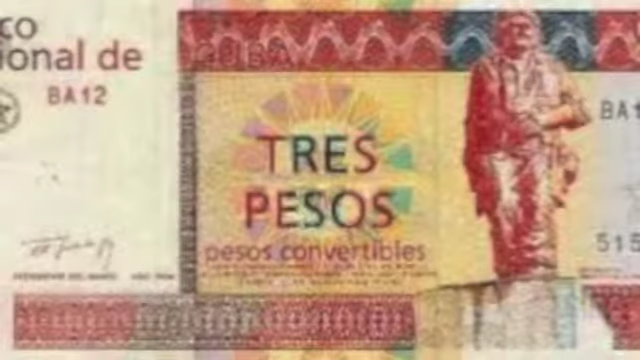 co
ional de CUBA
BA12
BA1
TRES
PESOS
pesos convertibles
515